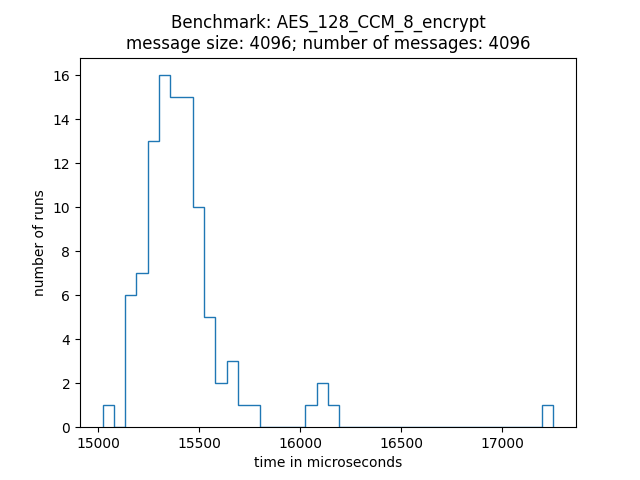 Benchmark: AES_128_CCM_8_encrypt
message size: 4096; number of messages: 4096
16
14
12
10
8
6
4
2
0
number of runs
15000 15500 16000 16500 17000
time in microseconds